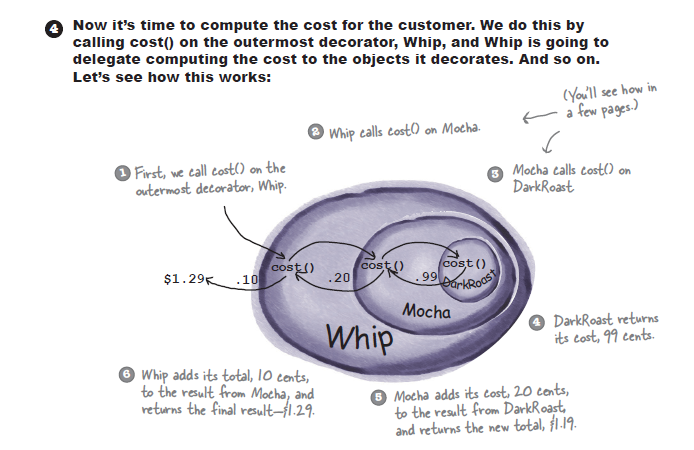 4 Now it's time to compute the cost for the customer. We do this by
calling cost() on the outermost decorator, Whip, and Whip is going to
delegate computing the cost to the objects it decorates. And so on.
Let's see how this works:
(You'll see how in
a few pages.)
2 Whip calls cost() on Mocha.
1 First, we call cost() on the
outermost decorator, Whip.
3 Mocha calls cost() on
DarkRoast
$1.29
.10
cost()
.20
cost()
.99
cost()
DarkRoast
Mocha
Whip
4 DarkRoast returns
its cost, 99 cents.
6 Whip adds its total, 10 cents,
to the result from Mocha, and
returns the final result—$1.29.
5 Mocha adds its cost, 20 cents,
to the result from DarkRoast,
and returns the new total, $1.19.